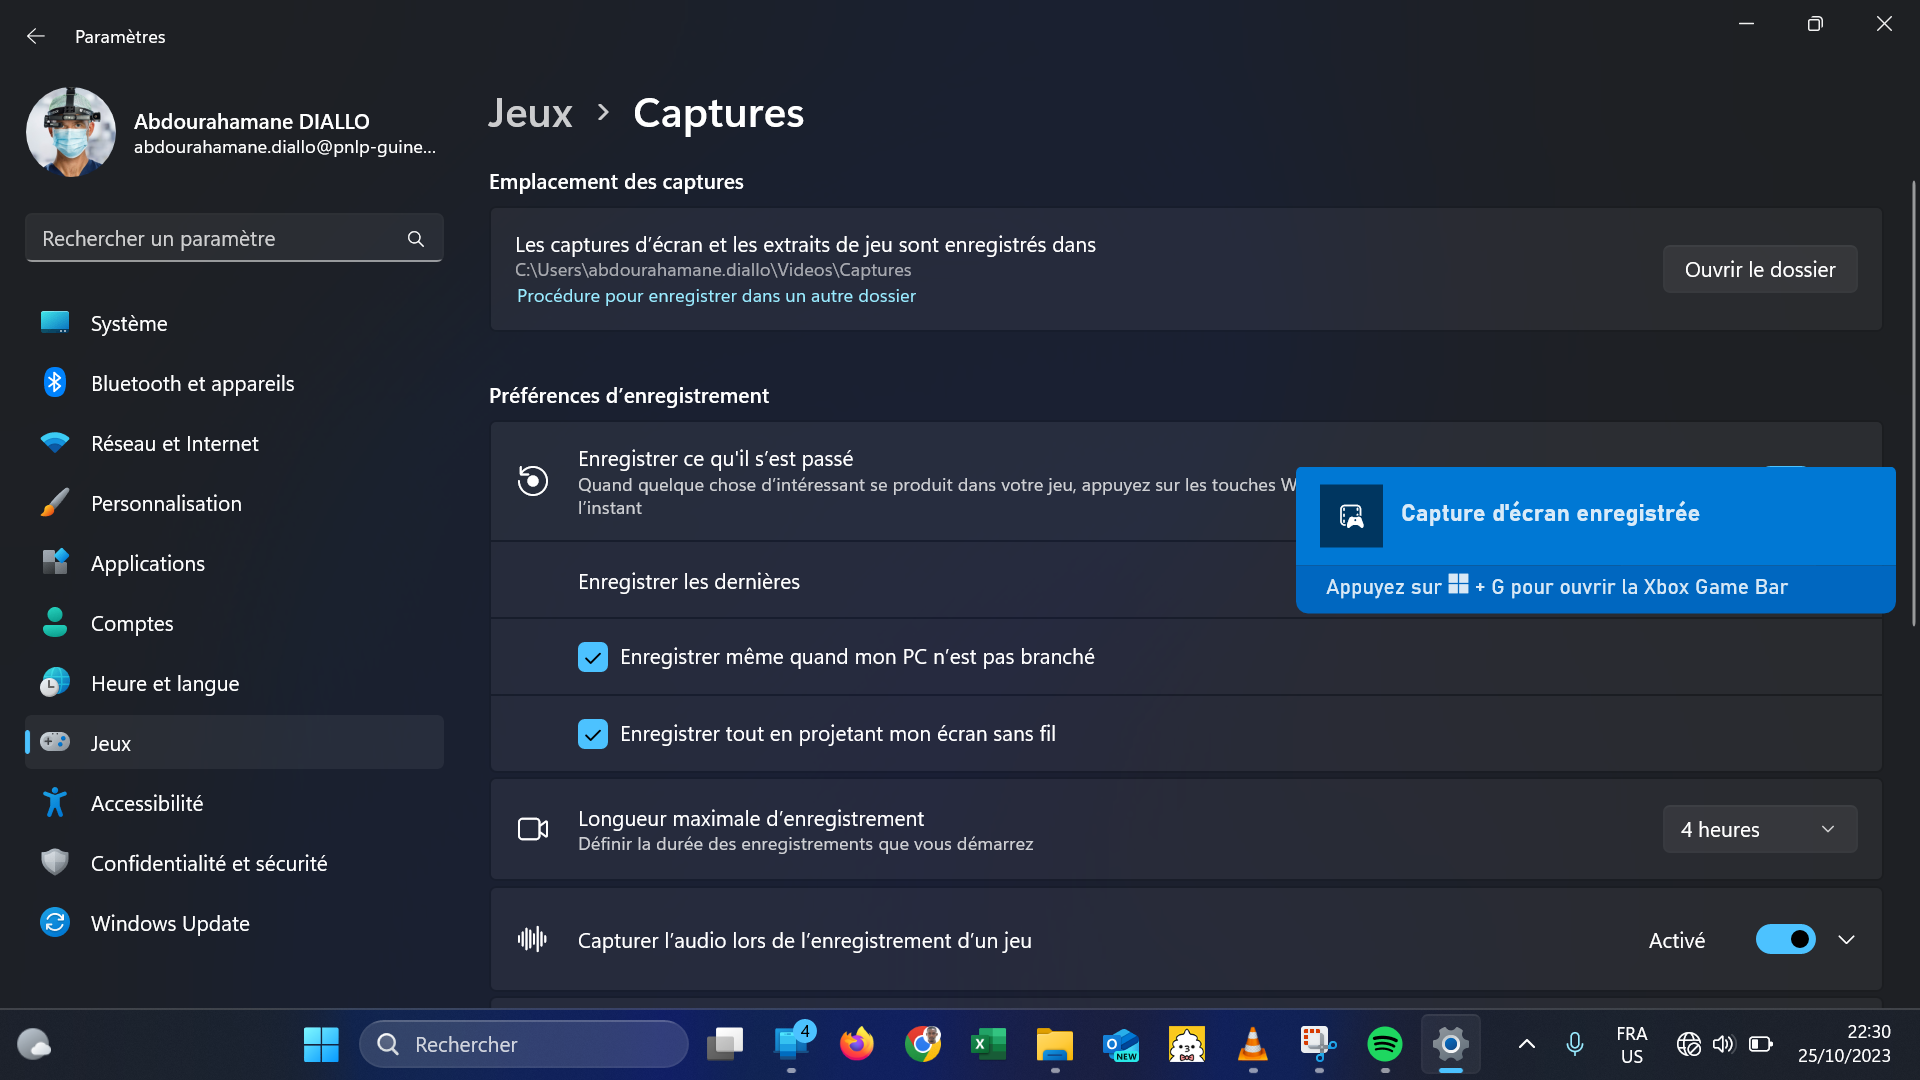 Paramètres
Abdourahamane DIALLO
abdourahamane.diallo@pnlp-guine...
Rechercher un paramètre
Système
Bluetooth et appareils
Réseau et Internet
Personnalisation
Applications
Comptes
Heure et langue
Jeux
Accessibilité
Confidentialité et sécurité
Windows Update
Jeux > Captures
Emplacement des captures
Les captures d’écran et les extraits de jeu sont enregistrés dans
C:\Users\abdourahamane.diallo\Videos\Captures
Procédure pour enregistrer dans un autre dossier
Ouvrir le dossier
Préférences d’enregistrement
Enregistrer ce qu'il s’est passé
Quand quelque chose d’intéressant se produit dans votre jeu, appuyez sur les touches W
l’instant
Capture d'écran enregistrée
Appuyez sur + G pour ouvrir la Xbox Game Bar
Enregistrer les dernières
Enregistrer même quand mon PC n’est pas branché
Enregistrer tout en projetant mon écran sans fil
Longueur maximale d’enregistrement
Définir la durée des enregistrements que vous démarrez
4 heures
Capturer l’audio lors de l’enregistrement d’un jeu
Activé
Rechercher
4
NEW
FRA
US
22:30
25/10/2023